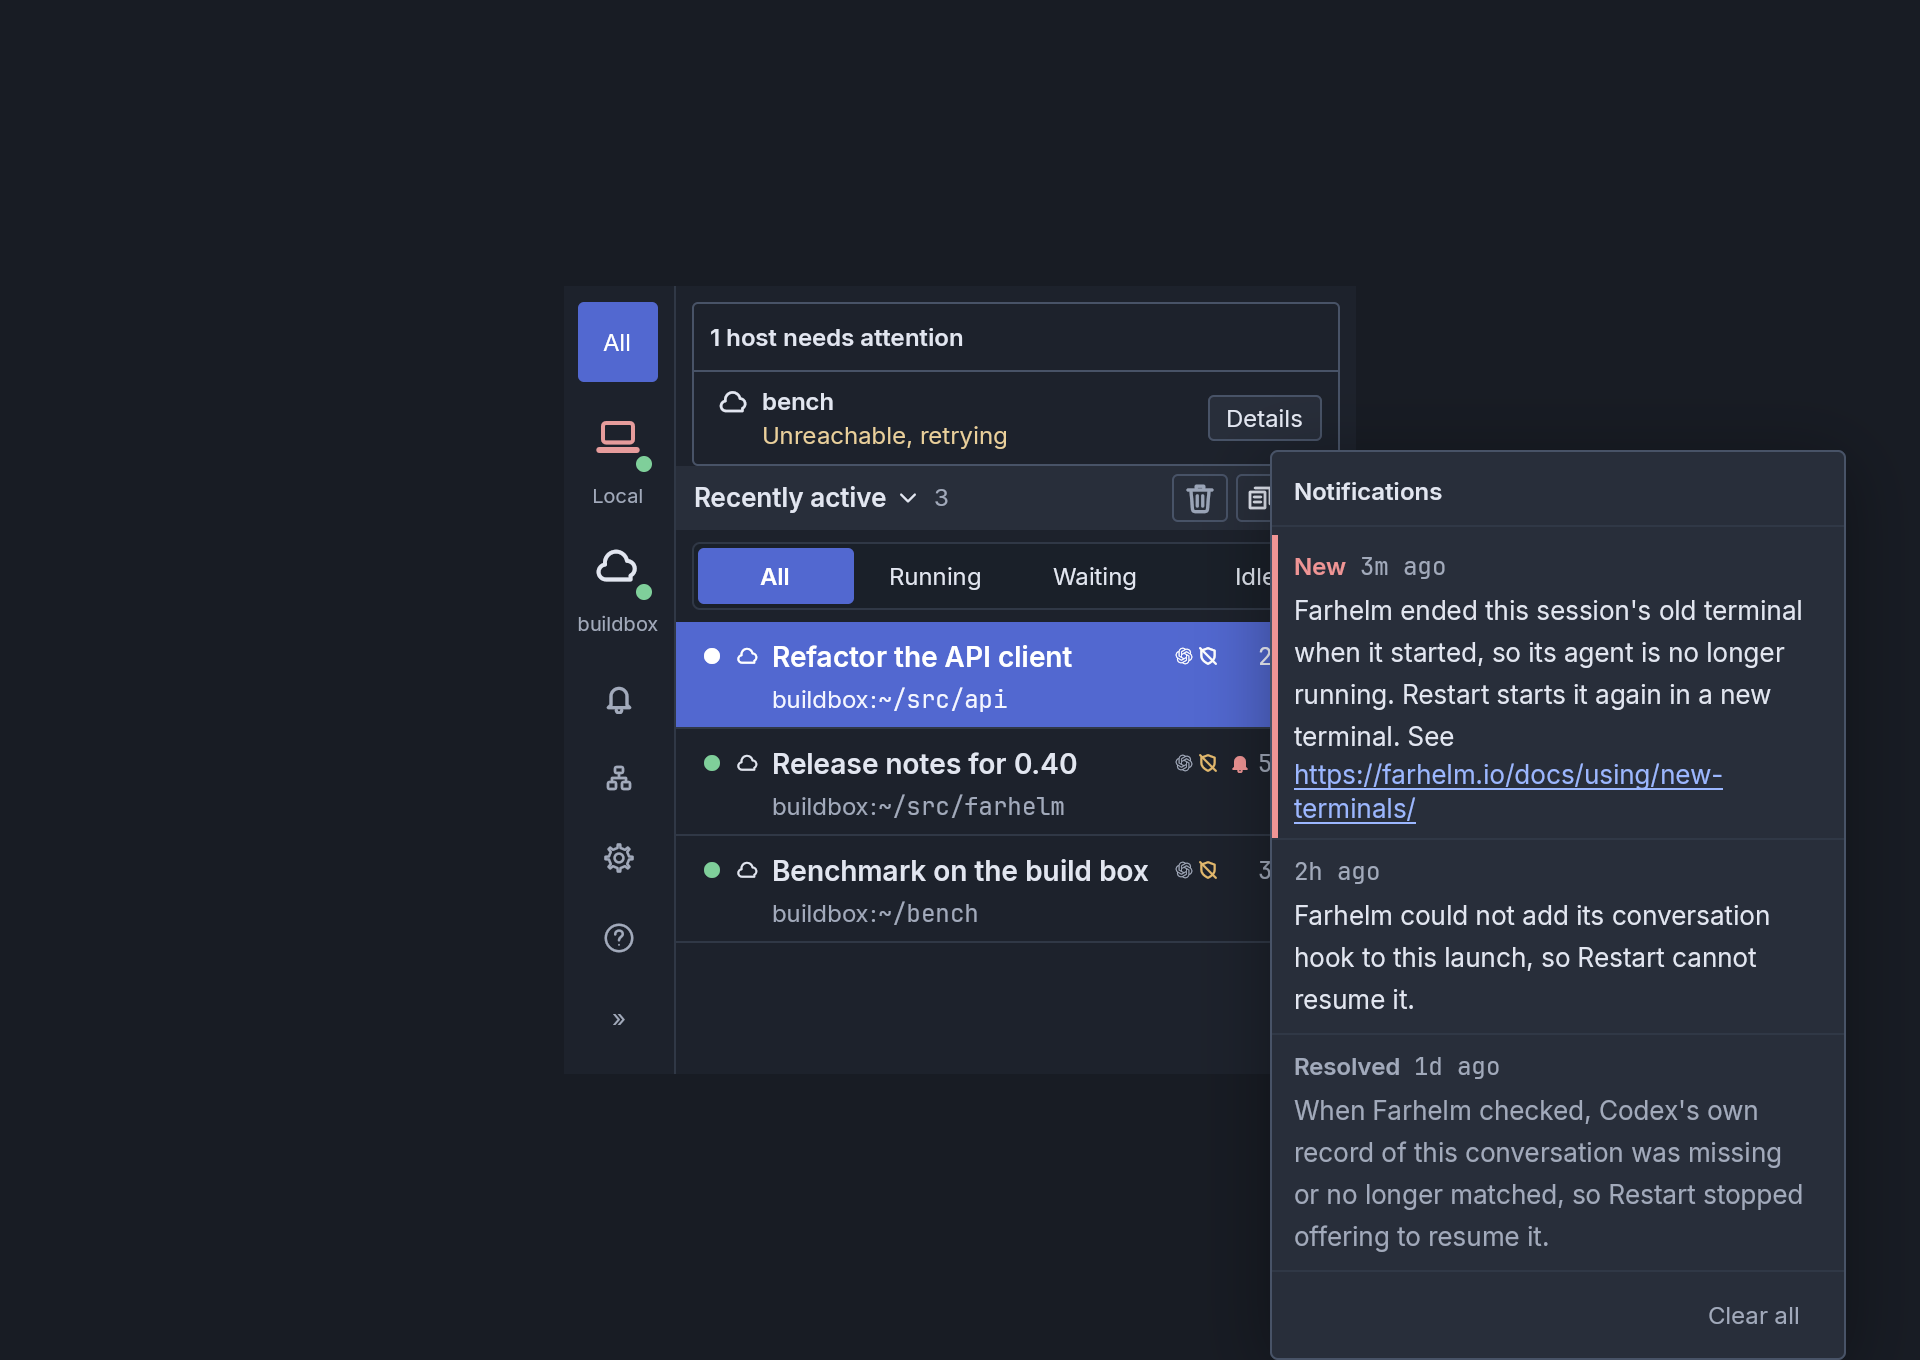 All
Local
buildbox
»
1 host needs attention
bench
Unreachable, retrying
Details
Recently active 3
All Running Waiting Idle
Refactor the API client 2
buildbox:~/src/api
Release notes for 0.40 5
buildbox:~/src/farhelm
Benchmark on the build box 3
buildbox:~/bench
Notifications
New 3m ago
Farhelm ended this session's old terminal
when it started, so its agent is no longer
running. Restart starts it again in a new
terminal. See
https://farhelm.io/docs/using/new-
terminals/
2h ago
Farhelm could not add its conversation
hook to this launch, so Restart cannot
resume it.
Resolved 1d ago
When Farhelm checked, Codex's own
record of this conversation was missing
or no longer matched, so Restart stopped
offering to resume it.
Clear all